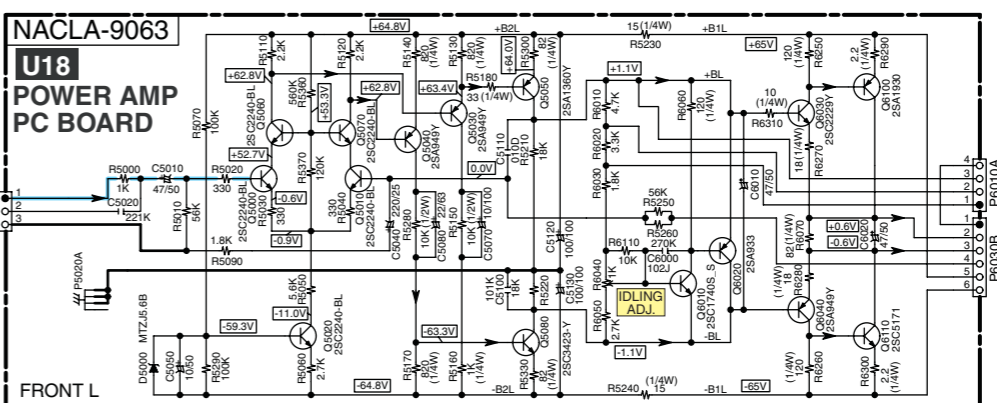 NACLA-9063
U18
POWER AMP
PC BOARD
FRONT L
+64.8V
+B2L
15(1/4W)
R5230
+B1L
+65V
R5110
2.2K
R5120
2.2K
R5140
820
(1/4W)
R5130
820
(1/4W)
+64.0V
R5300
82
(1/4W)
120
(1/4W)
R6250
2.2
(1/4W)
R6290
+62.8V
R5360
560K
+53.3V
+62.8V
+63.4V
R5180
33 (1/4W)
Q5050
2SA1360Y
+1.1V
+BL
Q6100
2SA1930
R5070
100K
2SC2240-BL
Q5060
Q5070
2SC2240-BL
Q5040
2SA949Y
Q5030
2SA949Y
R6010
4.7K
R6060
120
(1/4W)
10
(1/4W)
R6310
Q6030
2SC2229Y
+52.7V
R5370
120K
C5110
010D
R5210
18K
R6020
3.3K
18(1/4W)
R6270
1
2
3
R5000
1K
C5010
47/50
R5020
330
0.0V
R6030
1.8K
C6010
47/50
4
3
2
1
P6010A
C5020
221K
R5010
56K
2SC2240-BL
Q5000
R5030
330
-0.6V
330
R5040
Q5010
2SC2240-BL
C5040
220/25
R5280
10K (1/2W)
C5080
22/63
R5150
10K (1/2W)
C5070
10/100
56K
R5250
R5260
270K
-0.9V
1.8K
R5090
C5120
100/100
R6110
10K
C6000
102J
2SA933
Q6020
82(1/4W)
R6070
+0.6V
-0.6V
C6020
47/50
1
2
3
4
5
6
P6030B
P5020A
5.6K
R5050
101K
C5100
18K
R5220
C5130
100/100
R6040
1K
IDLING
ADJ.
Q6010
2SC1740S_S
(1/4W)
18
R6280
D5000
MTZJ5.6B
-59.3V
-11.0V
Q5020
2SC2240-BL
-63.3V
Q5080
2SC3423-Y
R6050
2.7K
-1.1V
-BL
Q6040
2SA949Y
Q6110
2SC5171
C5050
10/50
R5290
100K
R5060
2.7K
-64.8V
R5170
820
(1/4W)
R5160
1K
(1/4W)
R5330
82
(1/4W)
-B2L
R5240
(1/4W)
15
-B1L
-65V
(1/4W)
120
R6260
R6300
2.2
(1/4W)